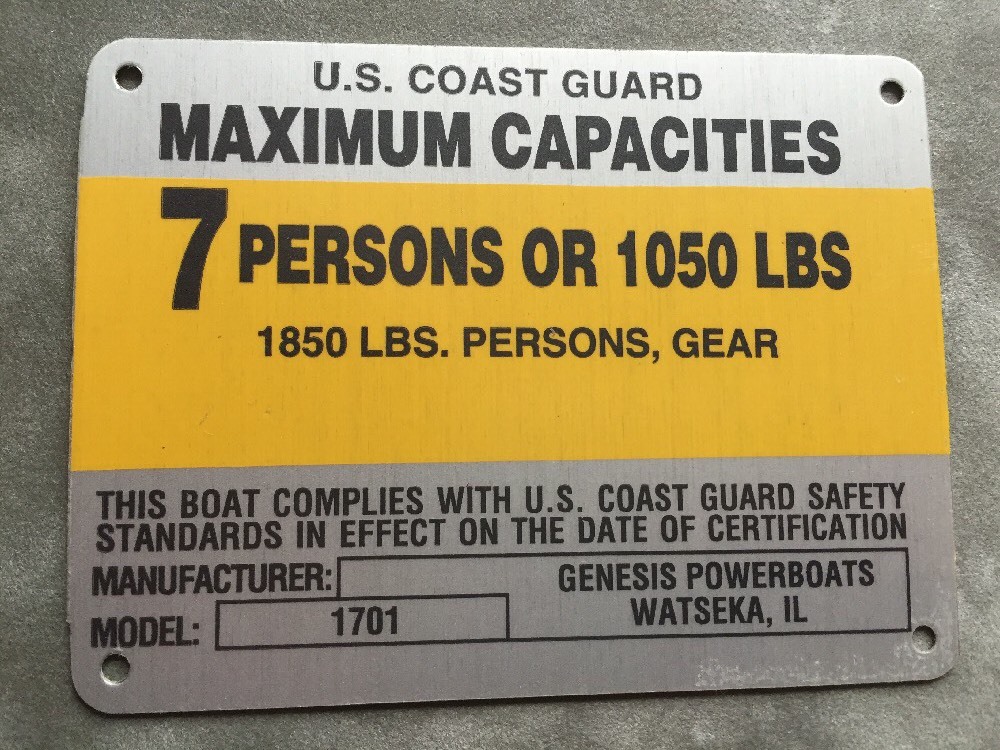 U.S. COAST GUARD
MAXIMUM CAPACITIES
7 PERSONS OR 1050 LBS
1850 LBS. PERSONS, GEAR
THIS BOAT COMPLIES WITH U.S. COAST GUARD SAFETY
STANDARDS IN EFFECT ON THE DATE OF CERTIFICATION
MANUFACTURER: GENESIS POWERBOATS
WATSEKA, IL
MODEL: 1701